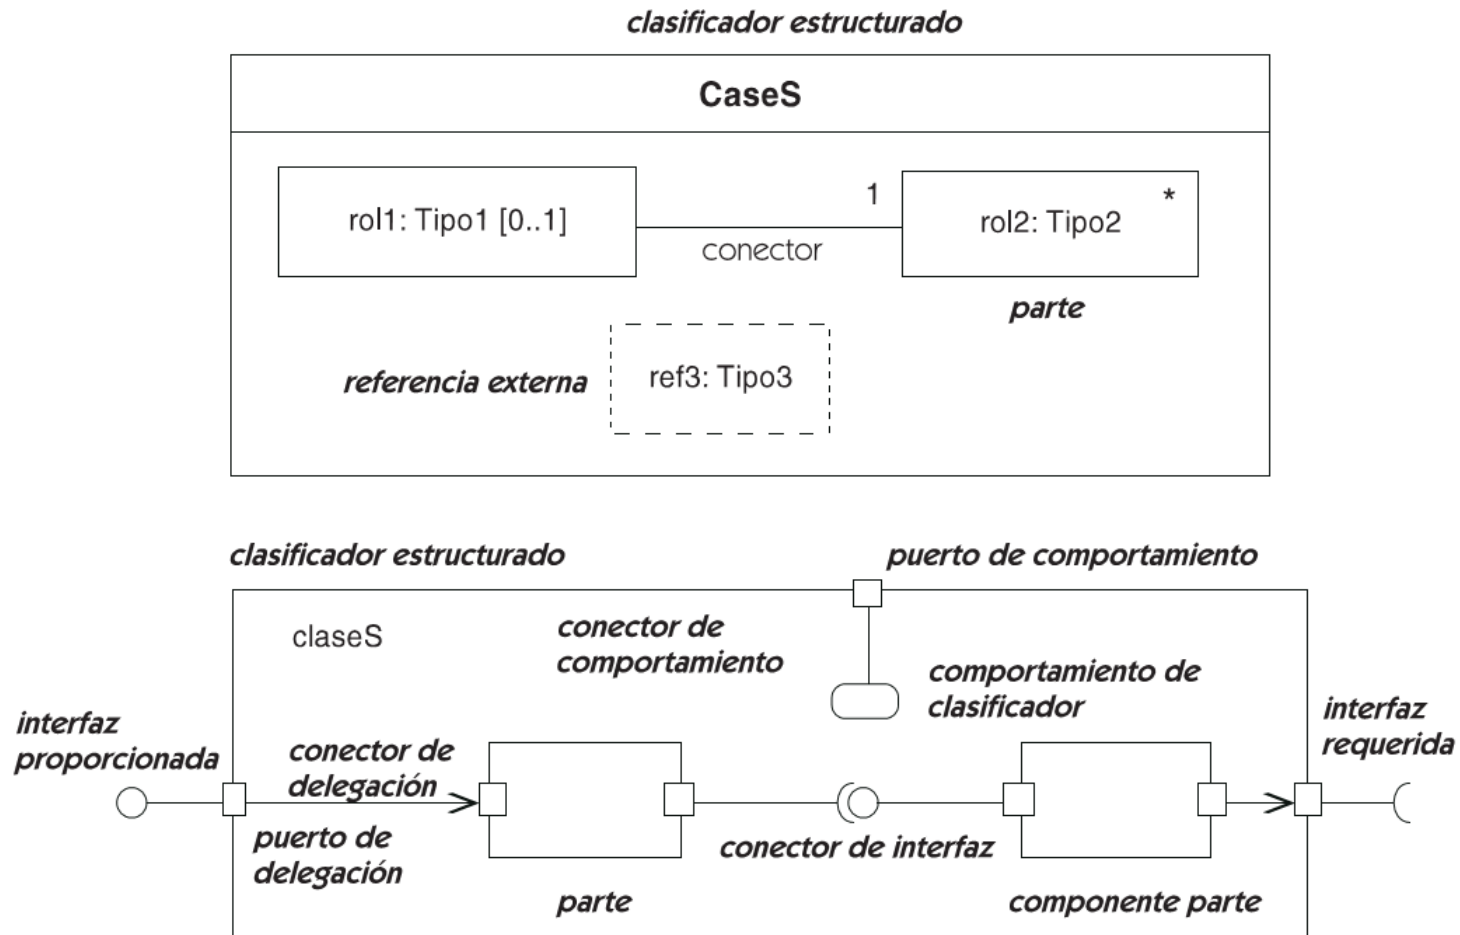 clasificador estructurado
CaseS
rol1: Tipo1 [0..1]
1
conector
*
rol2: Tipo2
parte
referencia externa
ref3: Tipo3
clasificador estructurado
puerto de comportamiento
claseS
conector de
comportamiento
comportamiento de
clasificador
interfaz
proporcionada
conector de
delegación
puerto de
delegación
parte
conector de interfaz
componente parte
interfaz
requerida